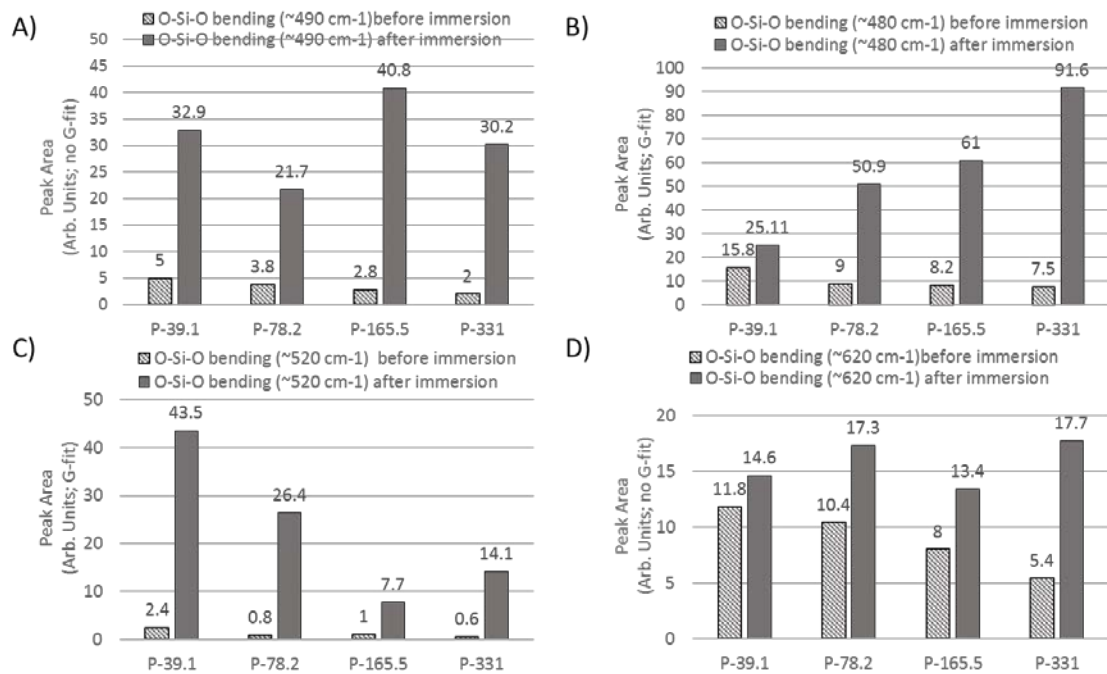 A)
O-Si-O bending (~490 cm-1)before immersion
O-Si-O bending (~490 cm-1) after immersion
Peak Area
(Arb. Units; no G-fit)
50
45
40
35
30
25
20
15
10
5
0
5
32.9
3.8
21.7
2.8
40.8
2
30.2
P-39.1 P-78.2 P-165.5 P-331
B)
O-Si-O bending (~480 cm-1) before immersion
O-Si-O bending (~480 cm-1) after immersion
Peak Area
(Arb. Units; G-fit)
100
90
80
70
60
50
40
30
20
10
0
15.8
25.11
9
50.9
8.2
61
7.5
91.6
P-39.1 P-78.2 P-165.5 P-331
C)
O-Si-O bending (~520 cm-1) before immersion
O-Si-O bending (~520 cm-1) after immersion
Peak Area
(Arb. Units; G-fit)
50
40
30
20
10
0
2.4
43.5
0.8
26.4
1
7.7
0.6
14.1
P-39.1 P-78.2 P-165.5 P-331
D)
O-Si-O bending (~620 cm-1)before immersion
O-Si-O bending (~620 cm-1) after immersion
Peak Area
(Arb. Units; no G-fit)
20
15
10
5
0
11.8
14.6
10.4
17.3
8
13.4
5.4
17.7
P-39.1 P-78.2 P-165.5 P-331